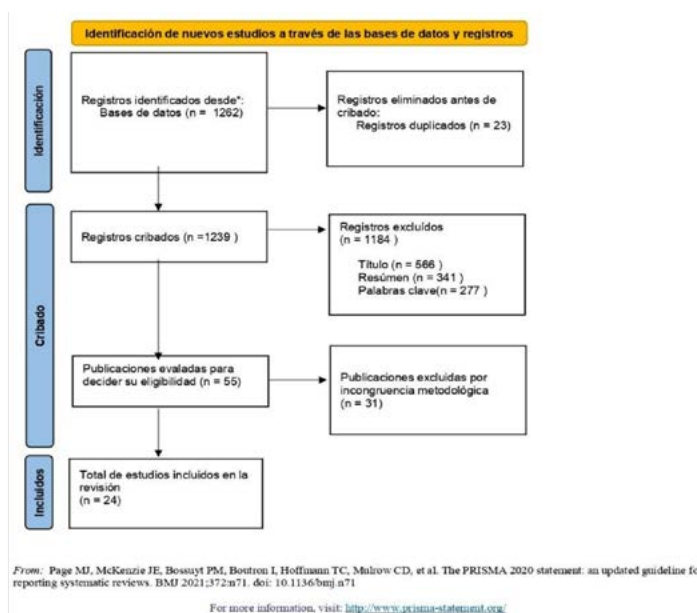 Identificación de nuevos estudios a través de las bases de datos y registros
Identificación
Registros identificados desde*:
Bases de datos (n = 1262)
Registros eliminados antes de
cribado:
Registros duplicados (n = 23)
Cribado
Registros cribados (n =1239 )
Registros excluídos
(n = 1184 )
Título (n = 566 )
Resúmen (n = 341 )
Palabras clave(n = 277 )
Publicaciones evaladas para
decider su eligibilidad (n = 55)
Publicaciones excluidas por
incongruencia metodológica
(n = 31)
Incluidos
Total de estudios incluidos en la
revisión
(n = 24)
From: Page MJ, McKenzie JE, Bossuyt PM, Boutron I, Hoffmann TC, Mulrow CD, et al. The PRISMA 2020 statement: an updated guideline fo
reporting systematic reviews. BMJ 2021;372:n71. doi: 10.1136/bmj.n71
For more information, visit: http://www.prisma-statement.org/